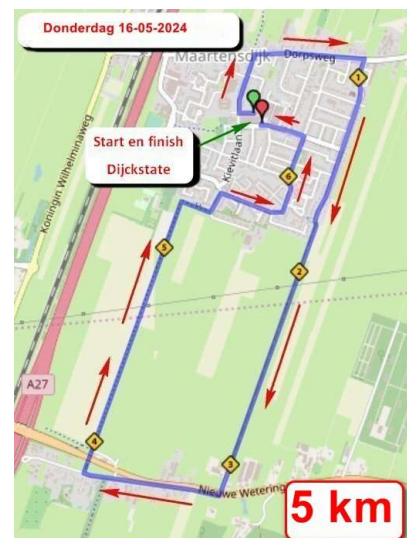 Donderdag 16-05-2024
Maartensdijk
Dorpsweg
1
Koningin Wilhelminaweg
Start en finish
Dijckstate
Kievitlaan
6
5
2
A27
4
3
Nieuwe Wetering
5 km